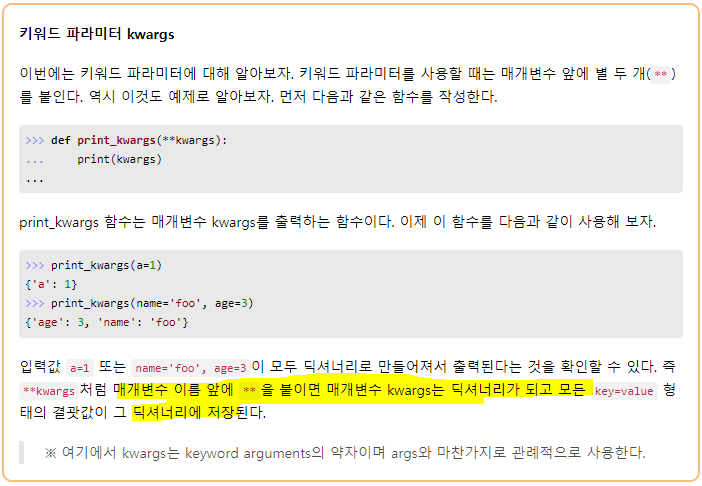 키워드 파라미터 kwargs
이번에는 키워드 파라미터에 대해 알아보자. 키워드 파라미터를 사용할 때는 매개변수 앞에 별 두 개(**)
를 붙인다. 역시 이것도 예제로 알아보자. 먼저 다음과 같은 함수를 작성한다.
>>> def print_kwargs(**kwargs):
...     print(kwargs)
...
print_kwargs 함수는 매개변수 kwargs를 출력하는 함수이다. 이제 이 함수를 다음과 같이 사용해 보자.
>>> print_kwargs(a=1)
{'a': 1}
>>> print_kwargs(name='foo', age=3)
{'age': 3, 'name': 'foo'}
입력값 a=1 또는 name='foo', age=3 이 모두 딕셔너리로 만들어져서 출력된다는 것을 확인할 수 있다. 즉
**kwargs 처럼 매개변수 이름 앞에 ** 을 붙이면 매개변수 kwargs는 딕셔너리가 되고 모든 key=value 형
태의 결괏값이 그 딕셔너리에 저장된다.
※ 여기에서 kwargs는 keyword arguments의 약자이며 args와 마찬가지로 관례적으로 사용한다.